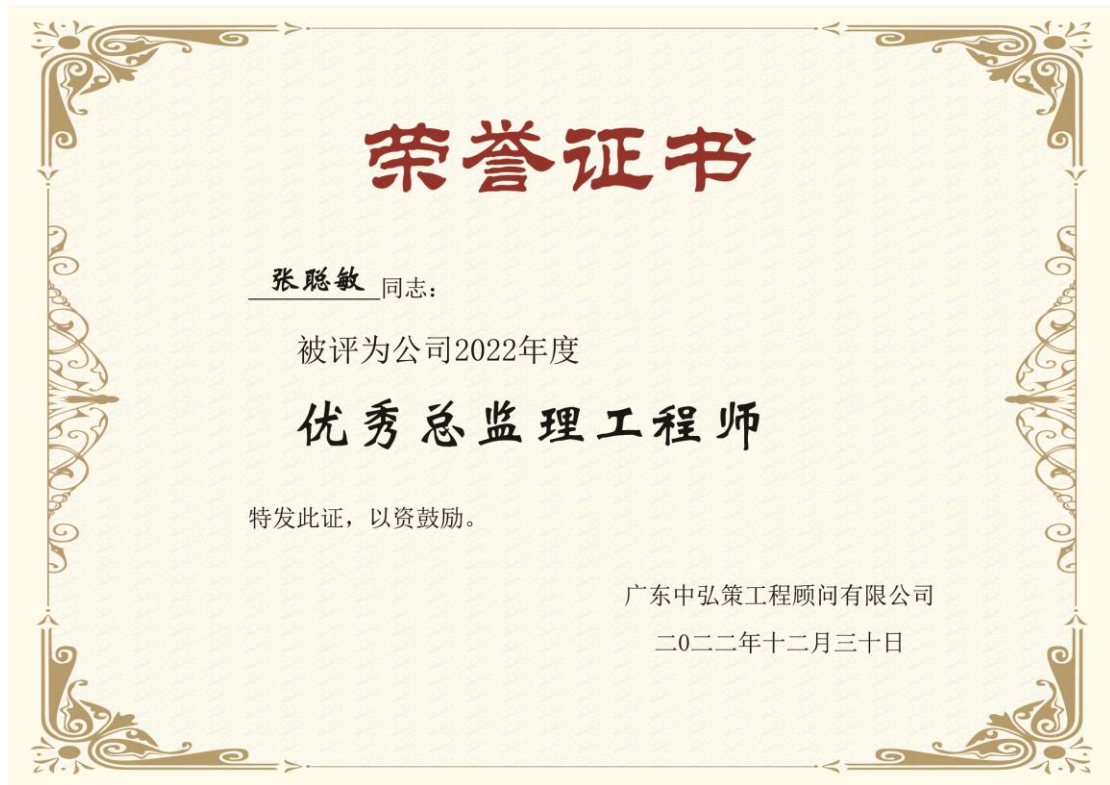 荣誉证书
张聪敏 同志：
被评为公司2022年度
优秀总监理工程师
特发此证，以资鼓励。
广东中弘策工程顾问有限公司
二0二二年十二月三十日